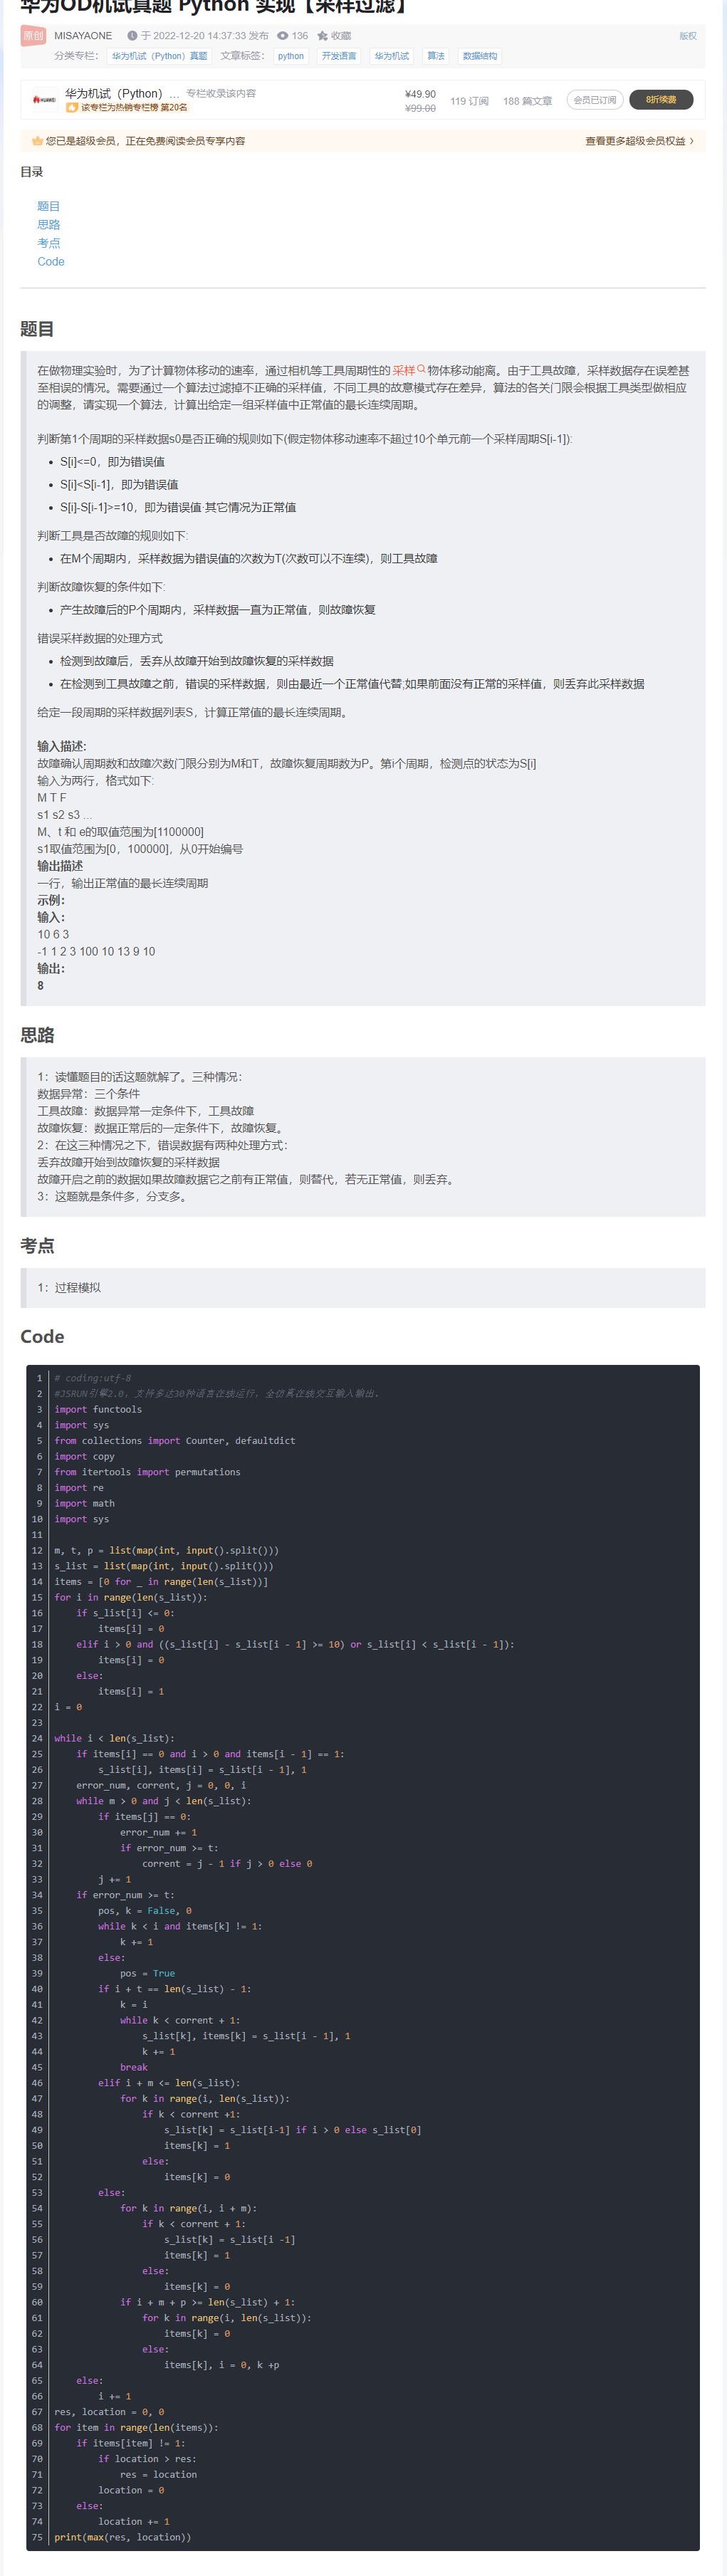 华为OD机试真题 Python 实现【采样过滤】
原创 MISAYAONE 于 2022-12-20 14:37:33 发布 136 收藏 版权
分类专栏： 华为机试（Python）真题 文章标签： python 开发语言 华为机试 算法 数据结构
HUAWEI 华为机试（Python）... 专栏收录该内容 ¥49.90 119 订阅 188 篇文章 会员已订阅 8折续费
该专栏为热销专栏榜 第20名 ¥99.00
您已是超级会员，正在免费阅读会员专享内容 查看更多超级会员权益
目录
题目
思路
考点
Code
题目
在做物理实验时，为了计算物体移动的速率，通过相机等工具周期性的 采样 物体移动能离。由于工具故障，采样数据存在误差甚
至相误的情况。需要通过一个算法过滤掉不正确的采样值，不同工具的故意模式存在差异，算法的各关门限会根据工具类型做相应
的调整，请实现一个算法，计算出给定一组采样值中正常值的最长连续周期。
判断第1个周期的采样数据s0是否正确的规则如下(假定物体移动速率不超过10个单元前一个采样周期S[i-1]):
• S[i]<=0，即为错误值
• S[i]<S[i-1]，即为错误值
• S[i]-S[i-1]>=10，即为错误值·其它情况为正常值
判断工具是否故障的规则如下:
• 在M个周期内，采样数据为错误值的次数为T(次数可以不连续)，则工具故障
判断故障恢复的条件如下:
• 产生故障后的P个周期内，采样数据一直为正常值，则故障恢复
错误采样数据的处理方式
• 检测到故障后，丢弃从故障开始到故障恢复的采样数据
• 在检测到工具故障之前，错误的采样数据，则由最近一个正常值代替;如果前面没有正常的采样值，则丢弃此采样数据
给定一段周期的采样数据列表S，计算正常值的最长连续周期。
输入描述:
故障确认周期数和故障次数门限分别为M和T，故障恢复周期数为P。第i个周期，检测点的状态为S[i]
输入为两行，格式如下:
M T F
s1 s2 s3 ...
M、t 和 e的取值范围为[1100000]
s1取值范围为[0，100000]，从0开始编号
输出描述
一行，输出正常值的最长连续周期
示例：
输入：
10 6 3
-1 1 2 3 100 10 13 9 10
输出：
8
思路
1：读懂题目的话这题就解了。三种情况：
数据异常：三个条件
工具故障：数据异常一定条件下，工具故障
故障恢复：数据正常后的一定条件下，故障恢复。
2：在这三种情况之下，错误数据有两种处理方式：
丢弃故障开始到故障恢复的采样数据
故障开启之前的数据如果故障数据它之前有正常值，则替代，若无正常值，则丢弃。
3：这题就是条件多，分支多。
考点
1：过程模拟
Code
1 # coding:utf-8
2 #JSRUN引擎2.0，支持多达30种语言在线运行，全仿真在线交互输入输出。
3 import functools
4 import sys
5 from collections import Counter, defaultdict
6 import copy
7 from itertools import permutations
8 import re
9 import math
10 import sys
11
12 m, t, p = list(map(int, input().split()))
13 s_list = list(map(int, input().split()))
14 items = [0 for _ in range(len(s_list))]
15 for i in range(len(s_list)):
16     if s_list[i] <= 0:
17         items[i] = 0
18     elif i > 0 and ((s_list[i] - s_list[i - 1] >= 10) or s_list[i] < s_list[i - 1]):
19         items[i] = 0
20     else:
21         items[i] = 1
22 i = 0
23
24 while i < len(s_list):
25     if items[i] == 0 and i > 0 and items[i - 1] == 1:
26         s_list[i], items[i] = s_list[i - 1], 1
27     error_num, corrent, j = 0, 0, i
28     while m > 0 and j < len(s_list):
29         if items[j] == 0:
30             error_num += 1
31             if error_num >= t:
32                 corrent = j - 1 if j > 0 else 0
33         j += 1
34     if error_num >= t:
35         pos, k = False, 0
36         while k < i and items[k] != 1:
37             k += 1
38         else:
39             pos = True
40         if i + t == len(s_list) - 1:
41             k = i
42             while k < corrent + 1:
43                 s_list[k], items[k] = s_list[i - 1], 1
44                 k += 1
45             break
46         elif i + m <= len(s_list):
47             for k in range(i, len(s_list)):
48                 if k < corrent +1:
49                     s_list[k] = s_list[i-1] if i > 0 else s_list[0]
50                     items[k] = 1
51                 else:
52                     items[k] = 0
53         else:
54             for k in range(i, i + m):
55                 if k < corrent + 1:
56                     s_list[k] = s_list[i -1]
57                     items[k] = 1
58                 else:
59                     items[k] = 0
60             if i + m + p >= len(s_list) + 1:
61                 for k in range(i, len(s_list)):
62                     items[k] = 0
63                 else:
64                     items[k], i = 0, k +p
65     else:
66         i += 1
67 res, location = 0, 0
68 for item in range(len(items)):
69     if items[item] != 1:
70         if location > res:
71             res = location
72         location = 0
73     else:
74         location += 1
75 print(max(res, location))